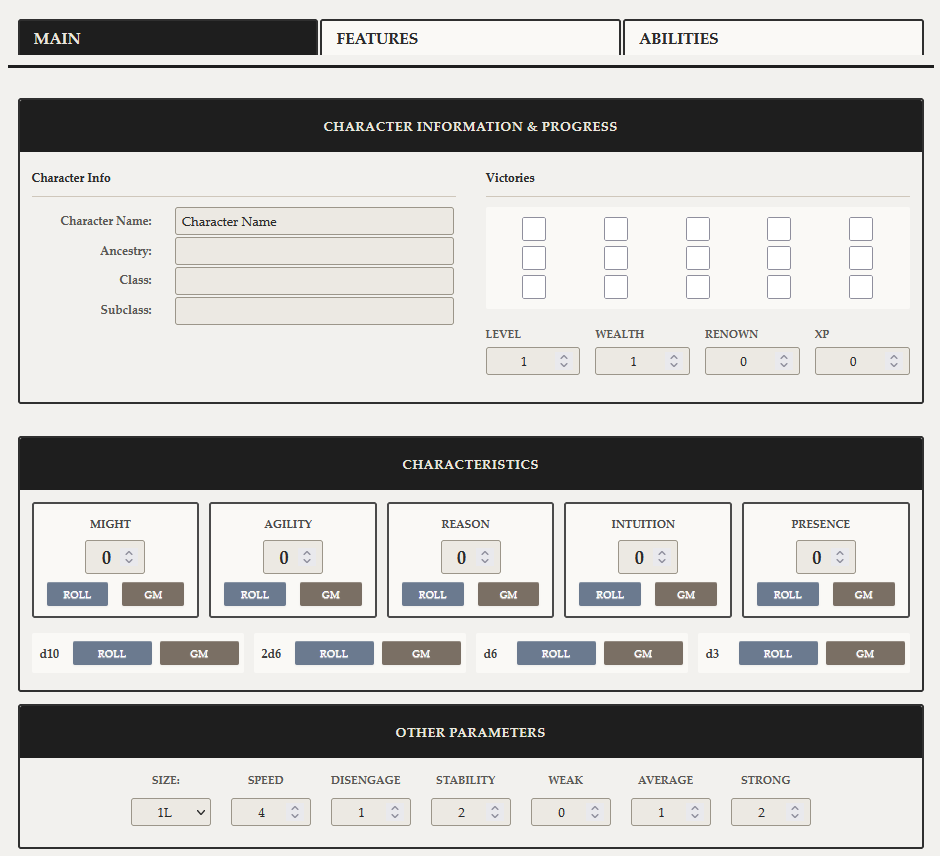 MAIN FEATURES ABILITIES
CHARACTER INFORMATION & PROGRESS
Character Info
Character Name: Character Name
Ancestry:
Class:
Subclass:
Victories
LEVEL WEALTH RENOWN XP
1 1 0 0
CHARACTERISTICS
MIGHT AGILITY REASON INTUITION PRESENCE
0 0 0 0 0
ROLL GM ROLL GM ROLL GM ROLL GM ROLL GM
d10 ROLL GM 2d6 ROLL GM d6 ROLL GM d3 ROLL GM
OTHER PARAMETERS
SIZE: SPEED DISENGAGE STABILITY WEAK AVERAGE STRONG
1L 4 1 2 0 1 2